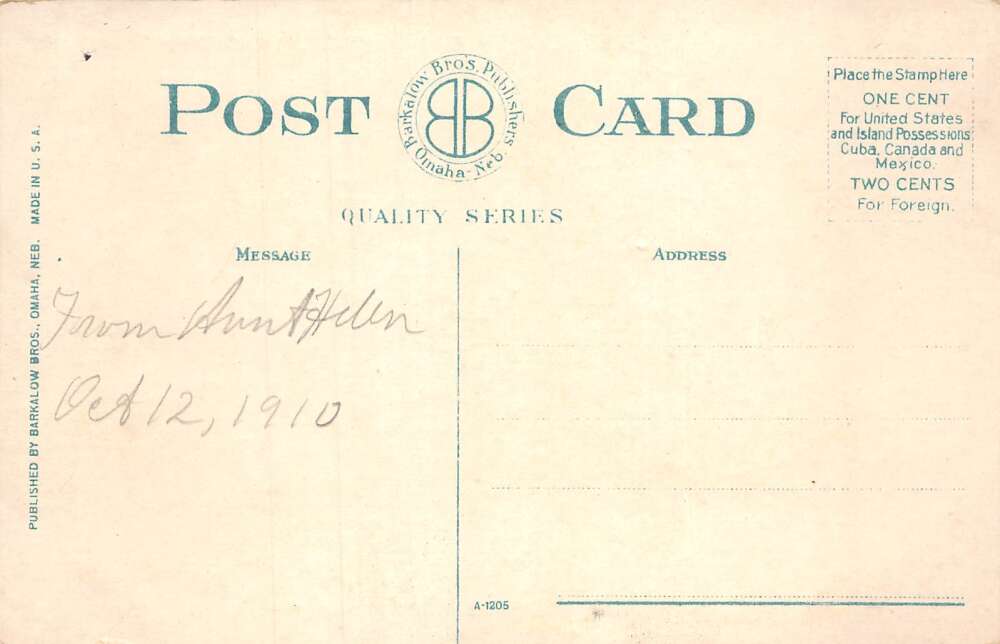 POST CARD
Barkalow Bro's. Publishers.
Omaha-Neb.
BB
QUALITY SERIES
Place the Stamp Here
ONE CENT
For United States
and Island Possessions
Cuba, Canada and
Mexico.
TWO CENTS
For Foreign.
MESSAGE
ADDRESS
From Aunt Helen
Oct 12, 1910
PUBLISHED BY BARKALOW BROS., OMAHA, NEB. MADE IN U. S. A.
A-1205